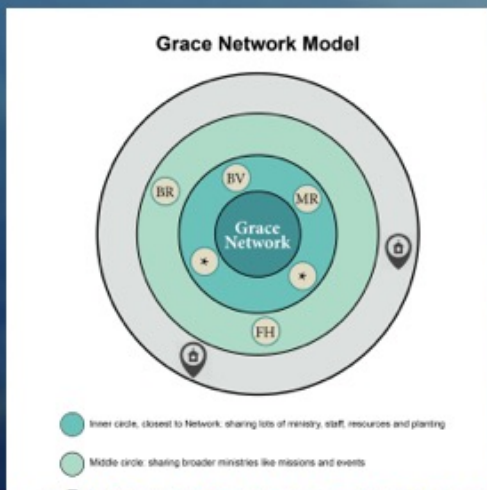 Grace Network Model
BV
BR
MR
Grace
Network
*
*
FH
Inner circle, closest to Network: sharing lots of ministry, staff, resources and planting
Middle circle: sharing broader ministries like missions and events